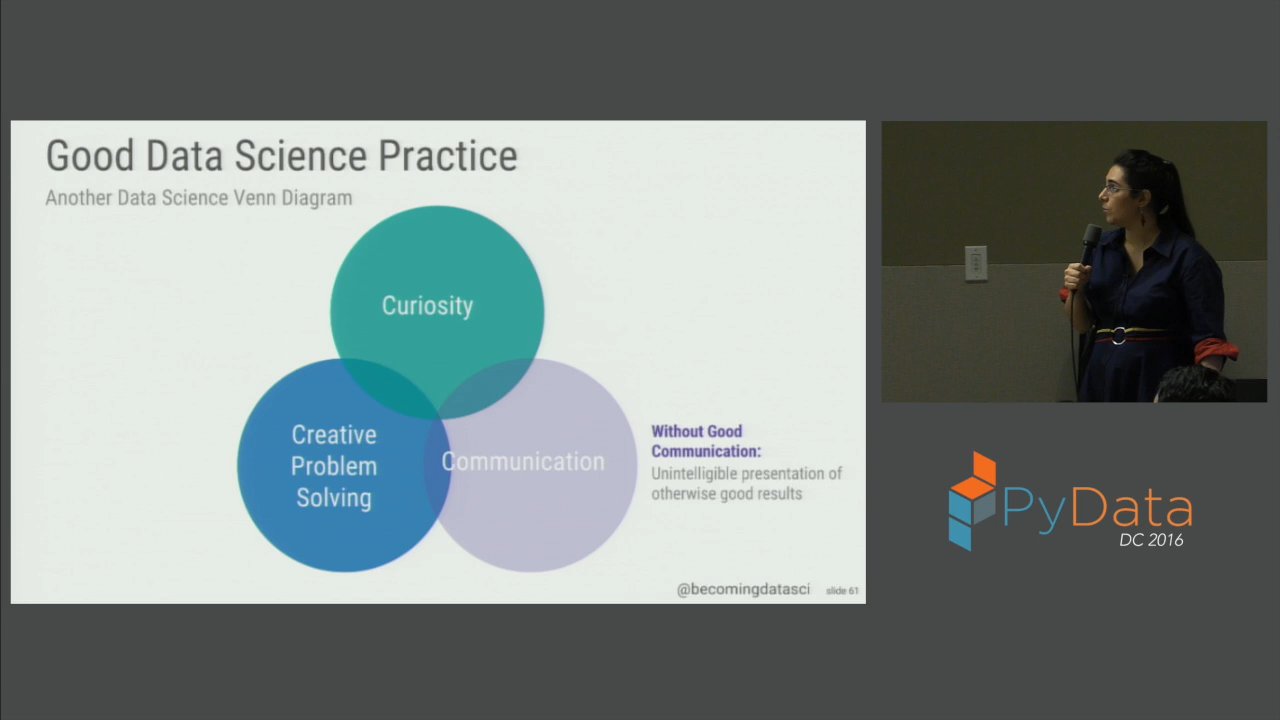 Good Data Science Practice
Another Data Science Venn Diagram
Curiosity
Creative
Problem
Solving
Communication
Without Good
Communication:
Unintelligible presentation of
otherwise good results
@becomingdatasci
slide 61
PyData
DC 2016